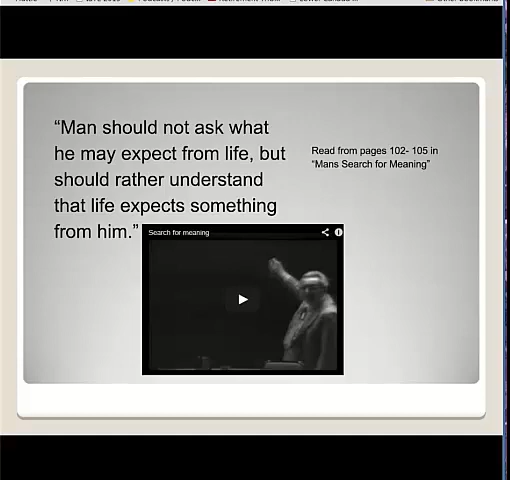 “Man should not ask what
he may expect from life, but
should rather understand
that life expects something
from him.”
Read from pages 102- 105 in
“Mans Search for Meaning”
Search for meaning